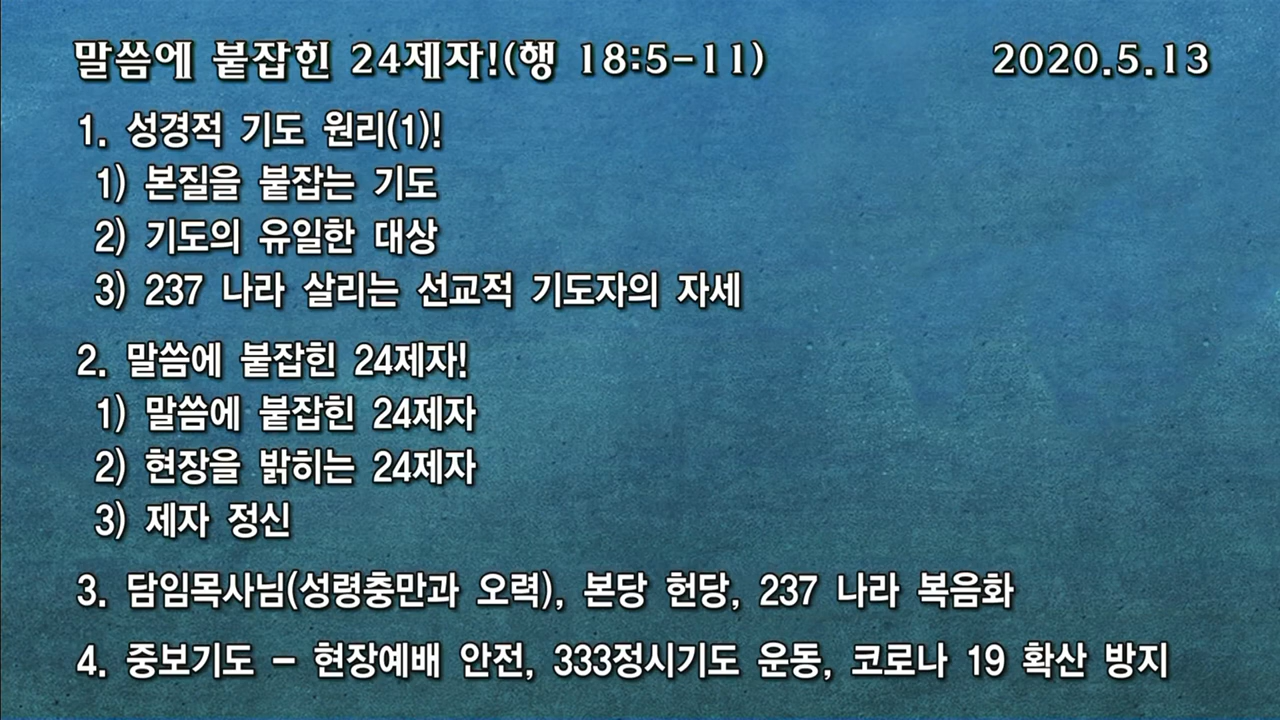 말씀에 붙잡힌 24제자!(행 18:5-11) 2020.5.13
1. 성경적 기도 원리(1)!
1) 본질을 붙잡는 기도
2) 기도의 유일한 대상
3) 237 나라 살리는 선교적 기도자의 자세
2. 말씀에 붙잡힌 24제자!
1) 말씀에 붙잡힌 24제자
2) 현장을 밝히는 24제자
3) 제자 정신
3. 담임목사님(성령충만과 오력), 본당 헌당, 237 나라 복음화
4. 중보기도 - 현장예배 안전, 333정시기도 운동, 코로나 19 확산 방지